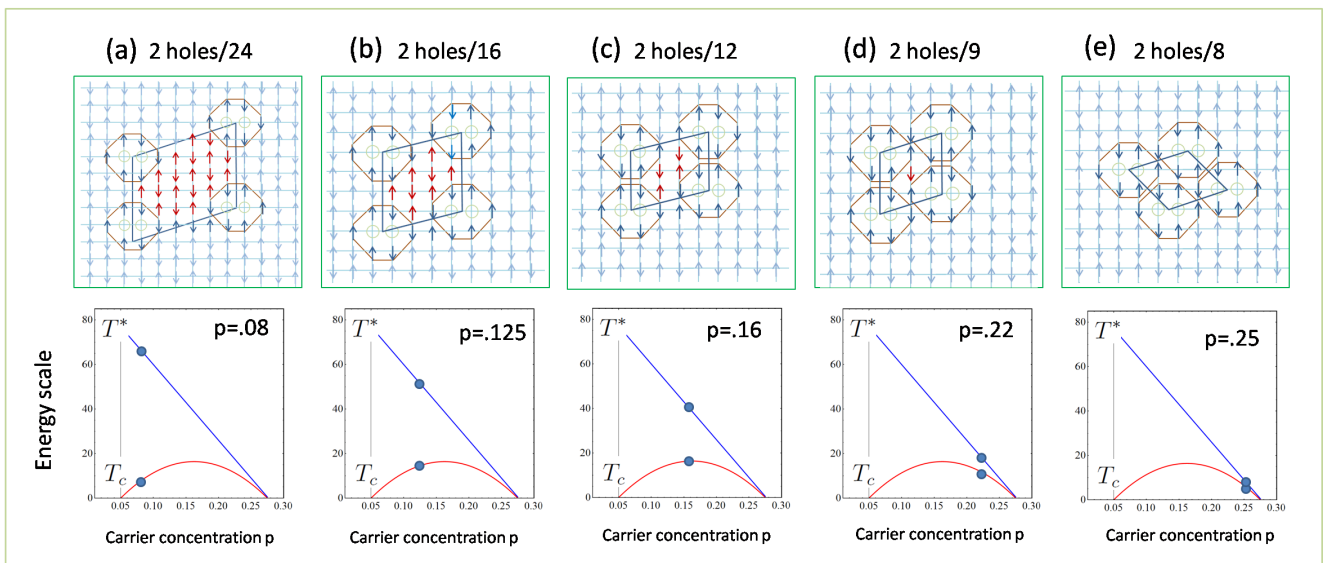 (a) 2 holes/24
(b) 2 holes/16
(c) 2 holes/12
(d) 2 holes/9
(e) 2 holes/8
Energy scale
80
60
40
20
0
T*
p=.08
T_c
0.05 0.10 0.15 0.20 0.25 0.30
Carrier concentration p
80
60
40
20
0
T*
p=.125
T_c
0.05 0.10 0.15 0.20 0.25 0.30
Carrier concentration p
80
60
40
20
0
T*
p=.16
T_c
0.05 0.10 0.15 0.20 0.25 0.30
Carrier concentration p
80
60
40
20
0
T*
p=.22
T_c
0.05 0.10 0.15 0.20 0.25 0.30
Carrier concentration p
80
60
40
20
0
T*
p=.25
T_c
0.05 0.10 0.15 0.20 0.25 0.30
Carrier concentration p